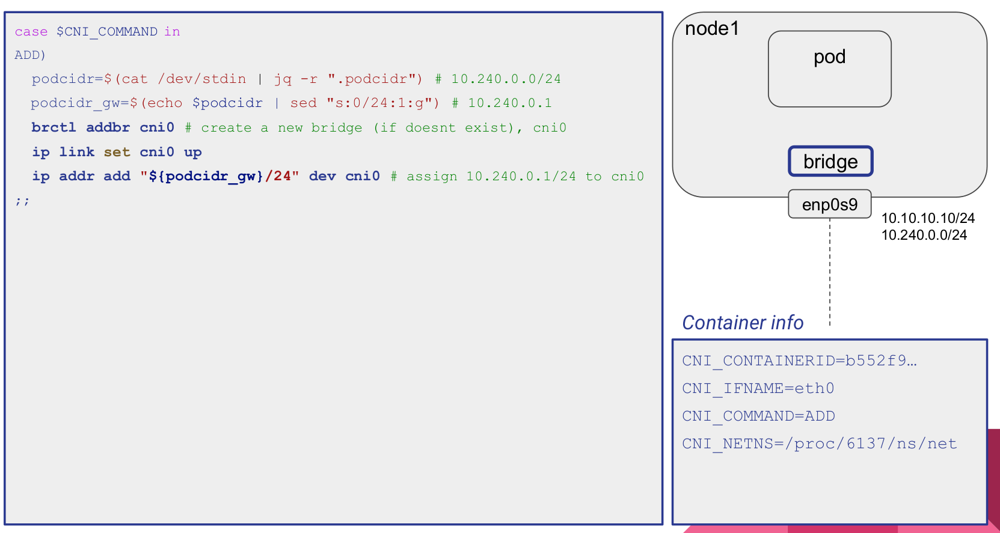 case $CNI_COMMAND in
ADD)
podcidr=$(cat /dev/stdin | jq -r ".podcidr") # 10.240.0.0/24
podcidr_gw=$(echo $podcidr | sed "s:0/24:1:g") # 10.240.0.1
brctl addbr cni0 # create a new bridge (if doesnt exist), cni0
ip link set cni0 up
ip addr add "${podcidr_gw}/24" dev cni0 # assign 10.240.0.1/24 to cni0
;;
node1
pod
bridge
enp0s9
10.10.10.10/24
10.240.0.0/24
Container info
CNI_CONTAINERID=b552f9…
CNI_IFNAME=eth0
CNI_COMMAND=ADD
CNI_NETNS=/proc/6137/ns/net